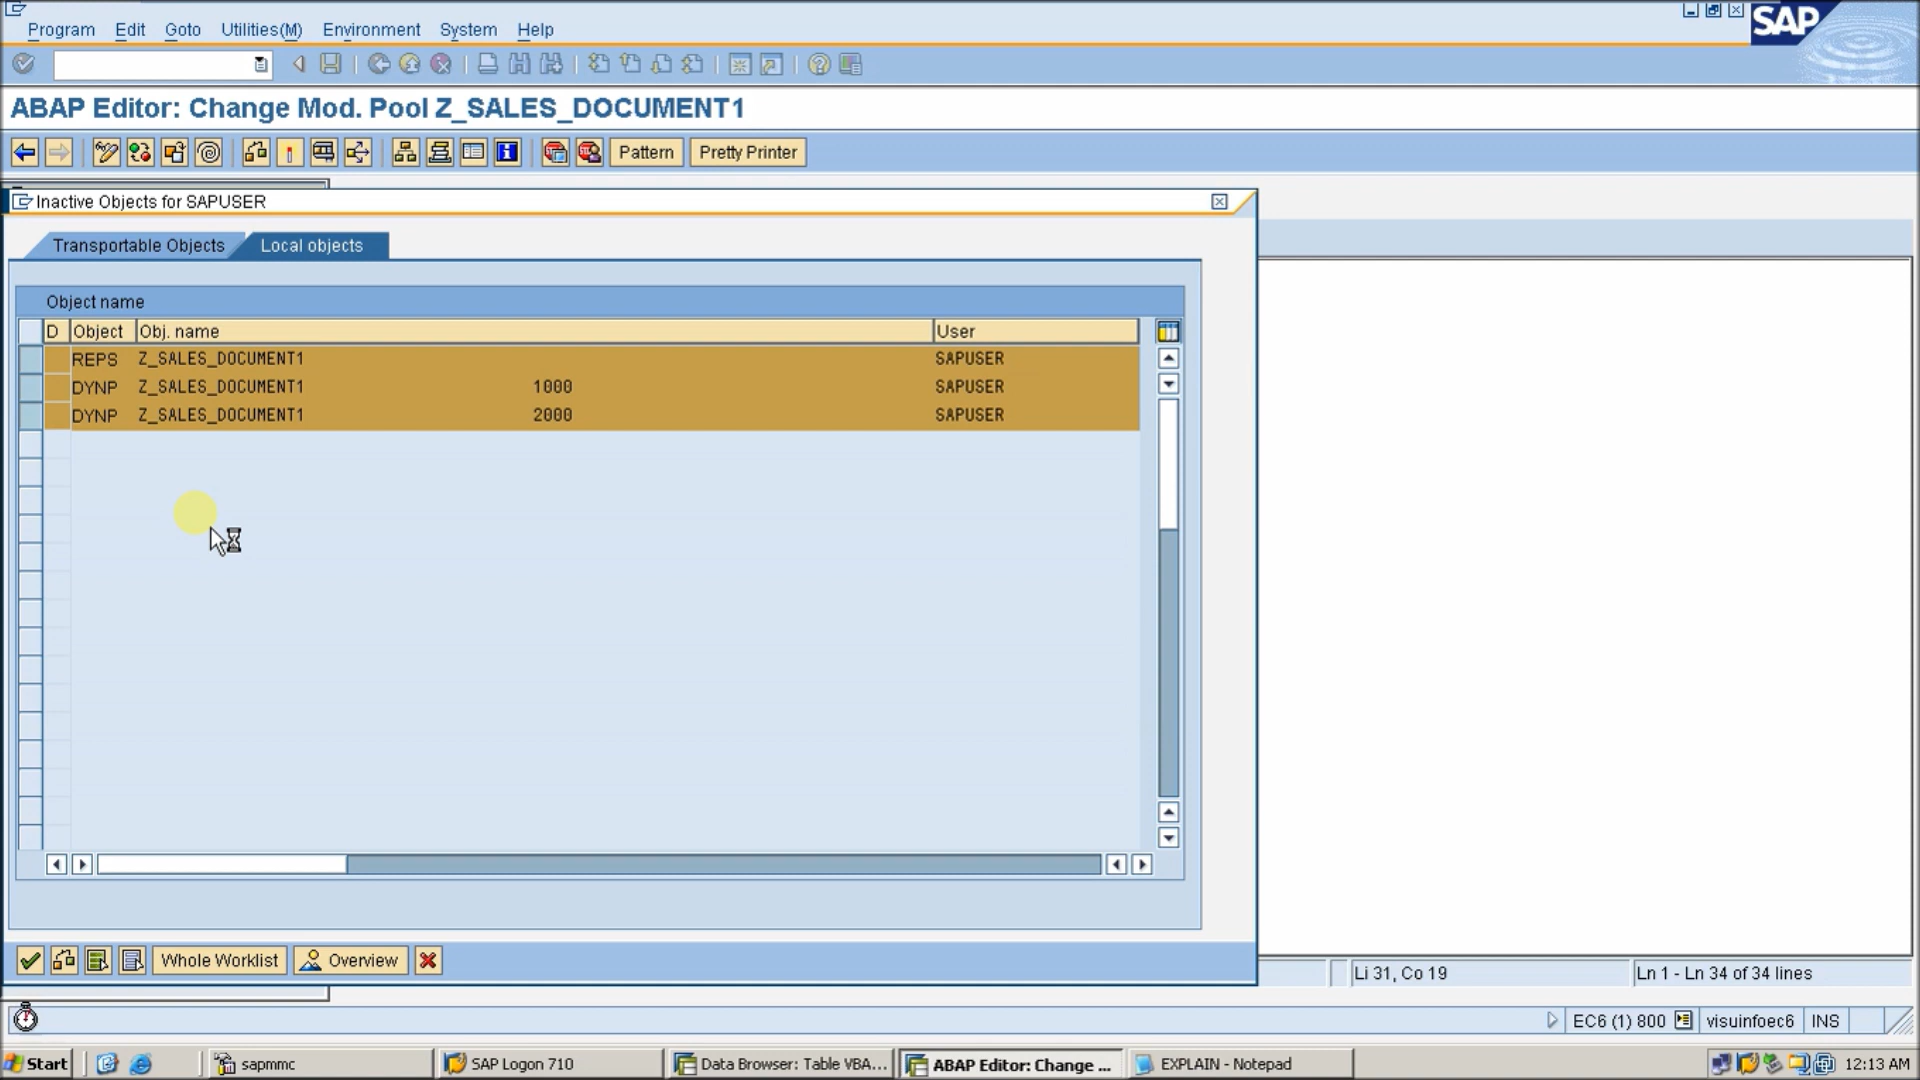 Program Edit Goto Utilities(M) Environment System Help
SAP
ABAP Editor: Change Mod. Pool Z_SALES_DOCUMENT1
Pattern Pretty Printer
Inactive Objects for SAPUSER
Transportable Objects Local objects
Object name
D Object Obj. name User
REPS Z_SALES_DOCUMENT1 SAPUSER
DYNP Z_SALES_DOCUMENT1 1000 SAPUSER
DYNP Z_SALES_DOCUMENT1 2000 SAPUSER
Whole Worklist Overview
Li 31, Co 19 Ln 1 - Ln 34 of 34 lines
EC6 (1) 800 visuinfoec6 INS
Start sapmmc SAP Logon 710 Data Browser: Table VBA... ABAP Editor: Change ... EXPLAIN - Notepad 12:13 AM